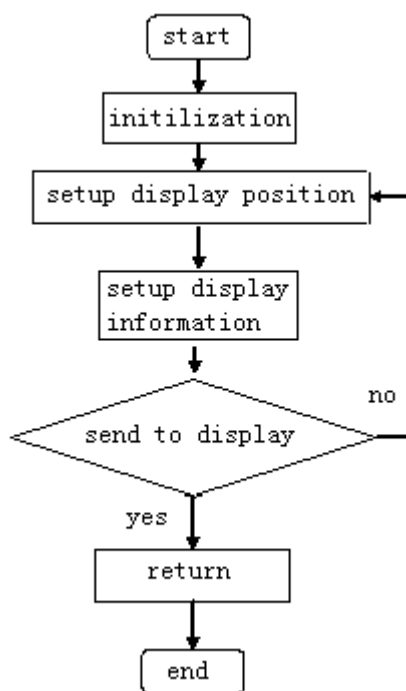 start
initilization
setup display position
setup display
information
send to display
no
yes
return
end